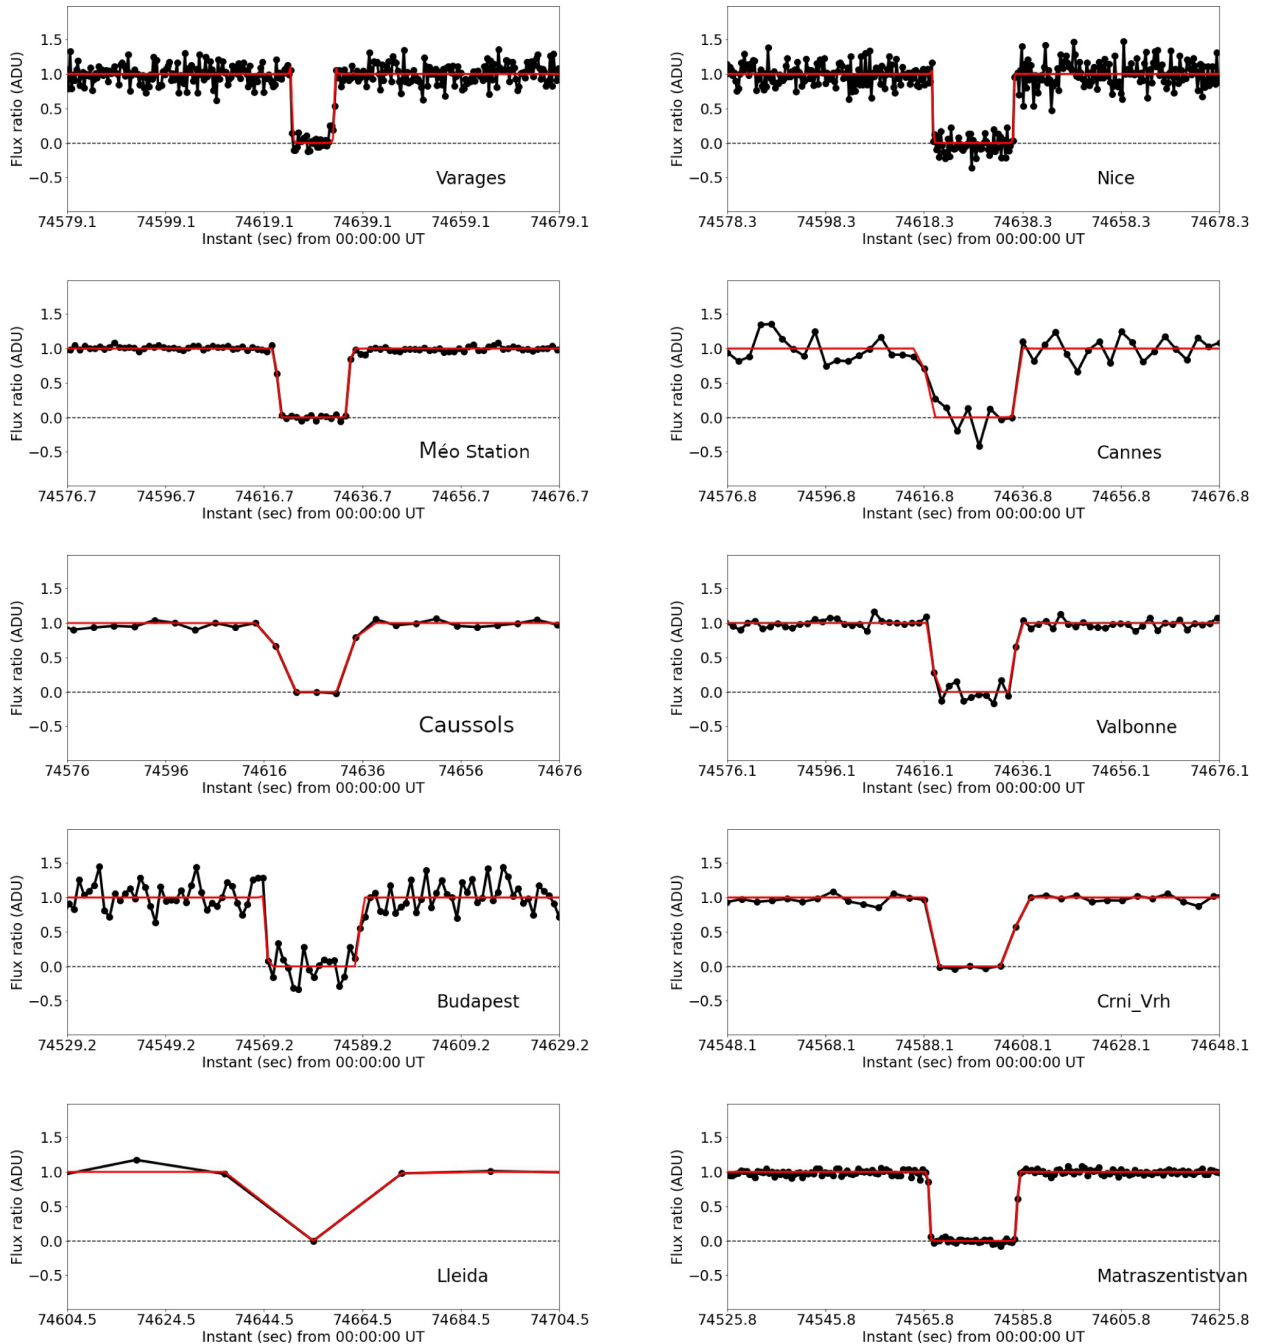 1.5
1.0
0.5
0.0
−0.5
Flux ratio (ADU)
Varages
74579.1 74599.1 74619.1 74639.1 74659.1 74679.1
Instant (sec) from 00:00:00 UT
1.5
1.0
0.5
0.0
−0.5
Flux ratio (ADU)
Nice
74578.3 74598.3 74618.3 74638.3 74658.3 74678.3
Instant (sec) from 00:00:00 UT
1.5
1.0
0.5
0.0
−0.5
Flux ratio (ADU)
Méo Station
74576.7 74596.7 74616.7 74636.7 74656.7 74676.7
Instant (sec) from 00:00:00 UT
1.5
1.0
0.5
0.0
−0.5
Flux ratio (ADU)
Cannes
74576.8 74596.8 74616.8 74636.8 74656.8 74676.8
Instant (sec) from 00:00:00 UT
1.5
1.0
0.5
0.0
−0.5
Flux ratio (ADU)
Caussols
74576 74596 74616 74636 74656 74676
Instant (sec) from 00:00:00 UT
1.5
1.0
0.5
0.0
−0.5
Flux ratio (ADU)
Valbonne
74576.1 74596.1 74616.1 74636.1 74656.1 74676.1
Instant (sec) from 00:00:00 UT
1.5
1.0
0.5
0.0
−0.5
Flux ratio (ADU)
Budapest
74529.2 74549.2 74569.2 74589.2 74609.2 74629.2
Instant (sec) from 00:00:00 UT
1.5
1.0
0.5
0.0
−0.5
Flux ratio (ADU)
Crni_Vrh
74548.1 74568.1 74588.1 74608.1 74628.1 74648.1
Instant (sec) from 00:00:00 UT
1.5
1.0
0.5
0.0
−0.5
Flux ratio (ADU)
Lleida
74604.5 74624.5 74644.5 74664.5 74684.5 74704.5
Instant (sec) from 00:00:00 UT
1.5
1.0
0.5
0.0
−0.5
Flux ratio (ADU)
Matraszentistvan
74525.8 74545.8 74565.8 74585.8 74605.8 74625.8
Instant (sec) from 00:00:00 UT